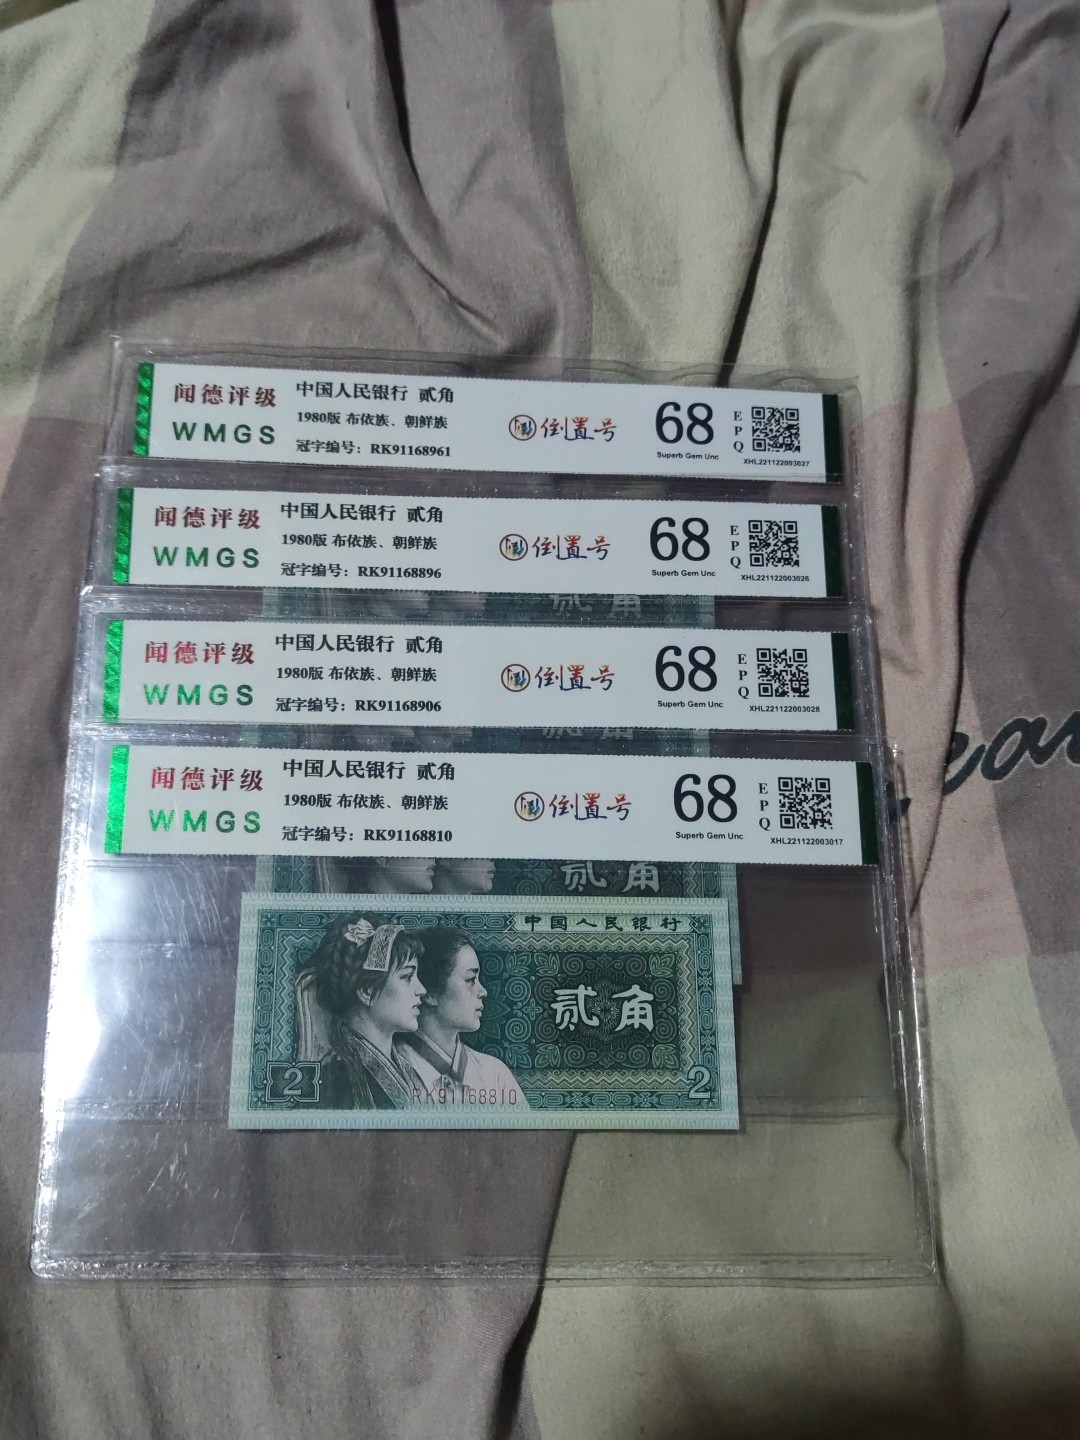 闻德评级
WMGS
中国人民银行 贰角
1980版 布依族、朝鲜族
冠字编号：RK91168961
倒置号
68
Superb Gem Unc
EPQ
XHL221122003027
闻德评级
WMGS
中国人民银行 贰角
1980版 布依族、朝鲜族
冠字编号：RK91168896
倒置号
68
Superb Gem Unc
EPQ
XHL221122003026
贰角
闻德评级
WMGS
中国人民银行 贰角
1980版 布依族、朝鲜族
冠字编号：RK91168906
倒置号
68
Superb Gem Unc
EPQ
XHL221122003028
贰角
闻德评级
WMGS
中国人民银行 贰角
1980版 布依族、朝鲜族
冠字编号：RK91168810
倒置号
68
Superb Gem Unc
EPQ
XHL221122003017
贰角
中国人民银行
贰角
2
RK91168810
2